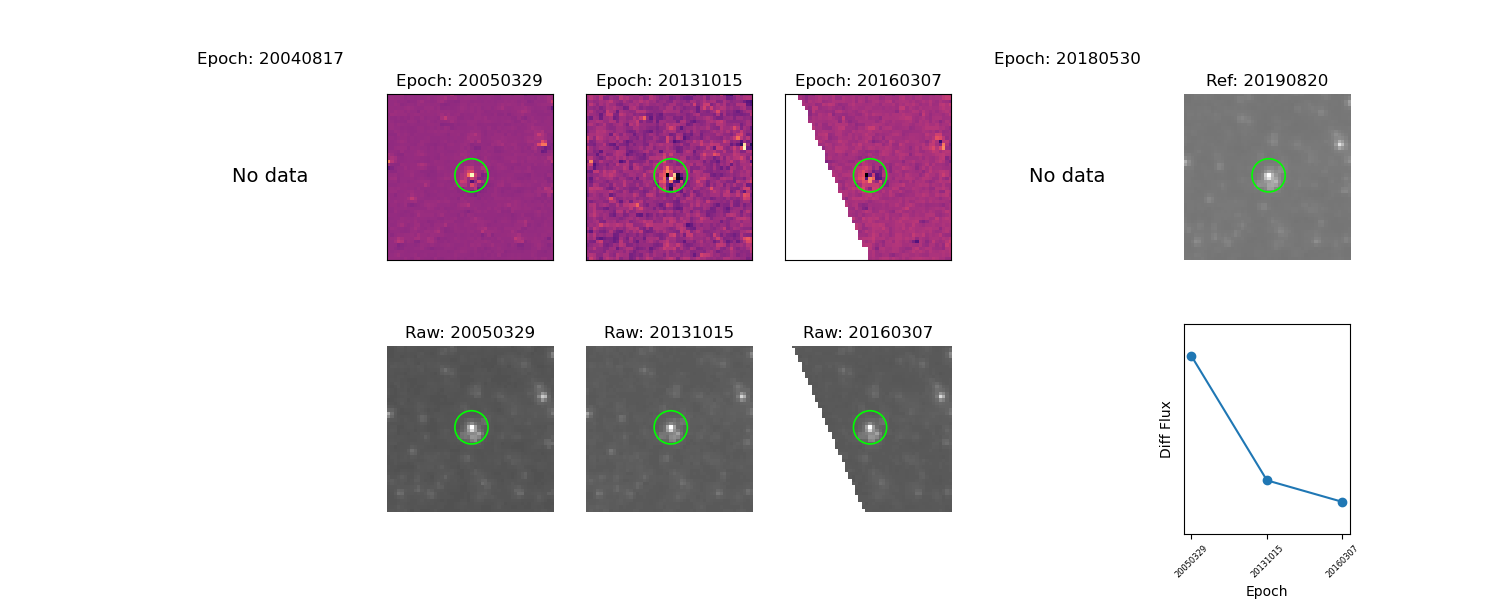 Epoch: 20040817
Epoch: 20050329
Epoch: 20131015
Epoch: 20160307
Epoch: 20180530
Ref: 20190820
No data
No data
Raw: 20050329
Raw: 20131015
Raw: 20160307
Diff Flux
20050329
20131015
20160307
Epoch